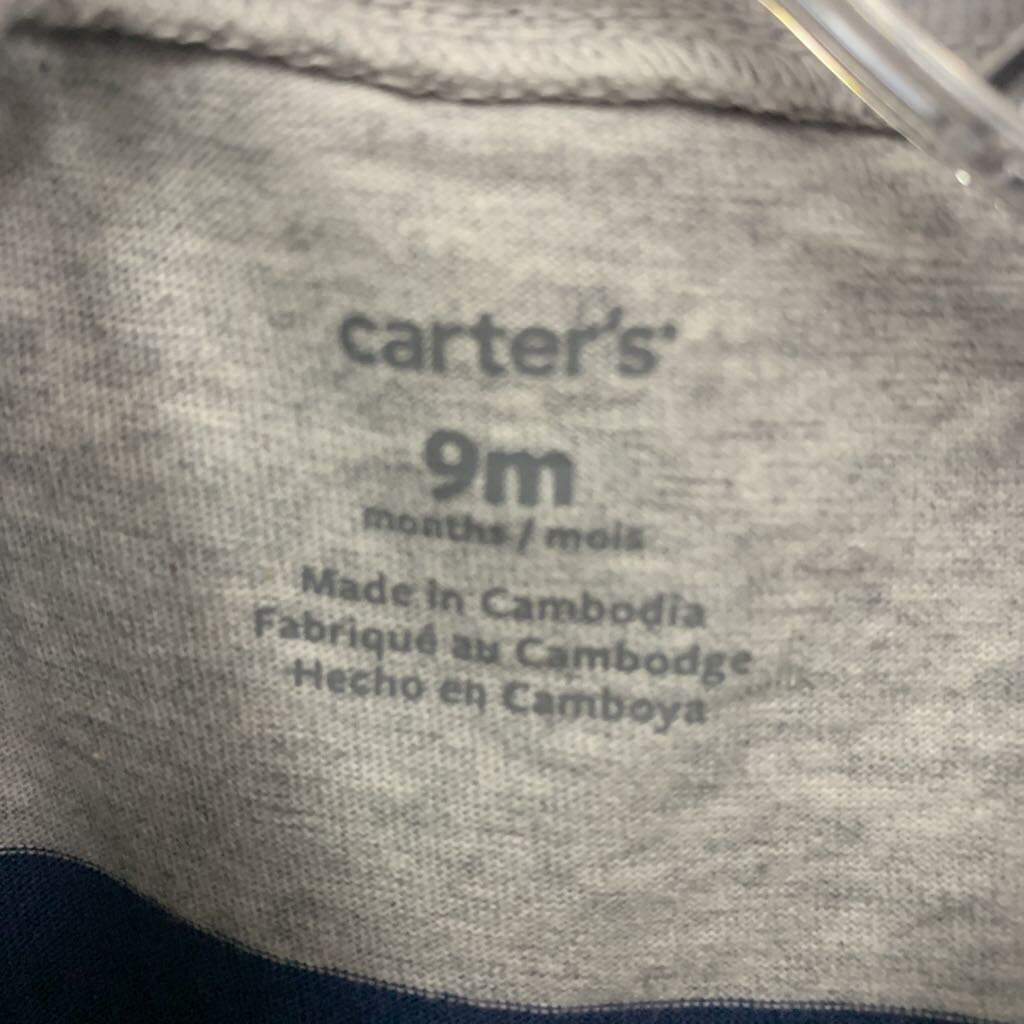 carter's
9m
months / mois
Made in Cambodia
Fabriqué au Cambodge
Hecho en Camboya